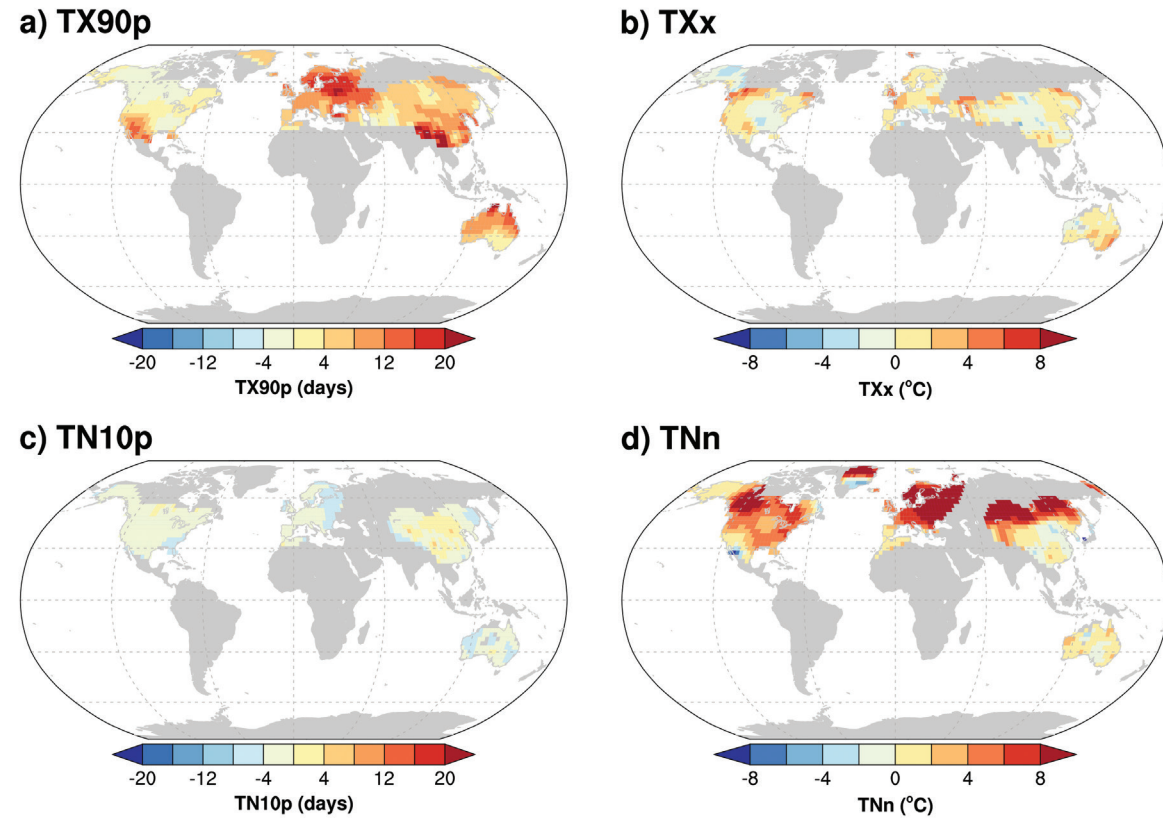 a) TX90p
b) TXx
-20 -12 -4 4 12 20
TX90p (days)
-8 -4 0 4 8
TXx (°C)
c) TN10p
d) TNn
-20 -12 -4 4 12 20
TN10p (days)
-8 -4 0 4 8
TNn (°C)